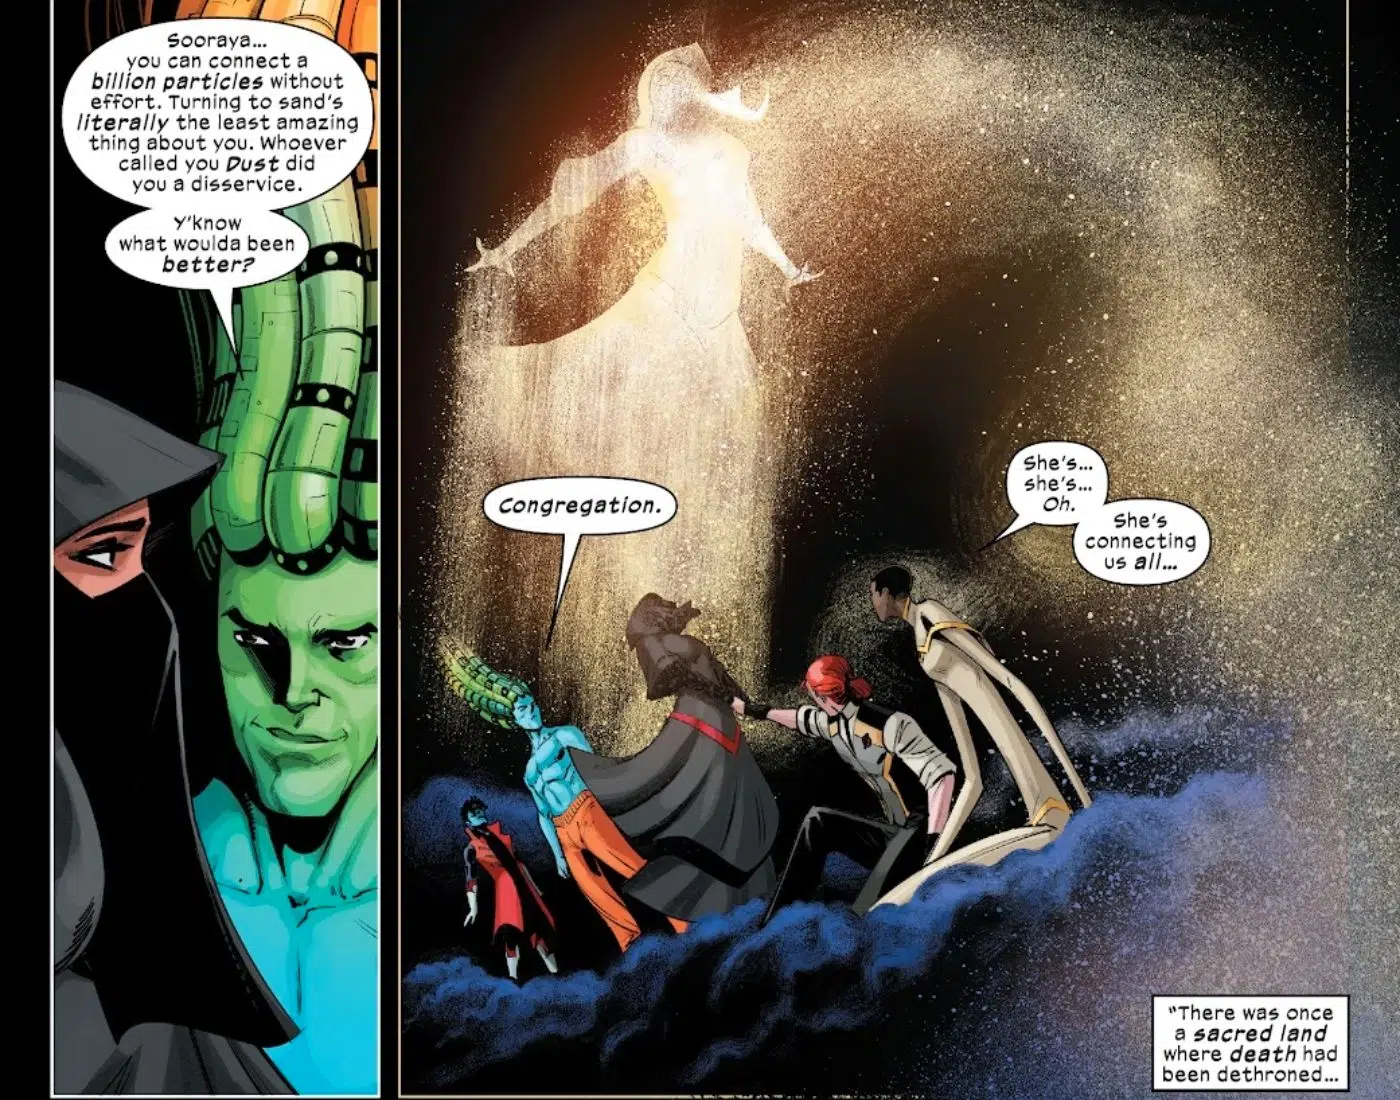 Sooraya...
you can connect a
billion particles without
effort. Turning to sand's
literally the least amazing
thing about you. Whoever
called you Dust did
you a disservice.
Y'know
what woulda been
better?
Congregation.
She's...
she's...
Oh.
She's
connecting
us all...
"There was once
a sacred land
where death had
been dethroned...